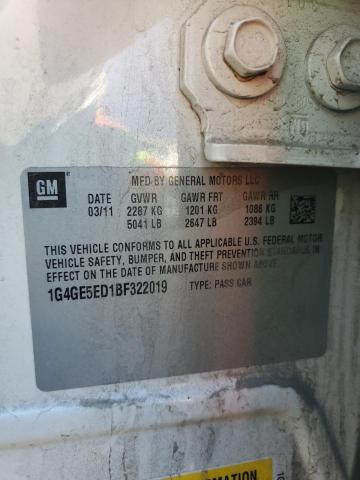 GM
MFD BY GENERAL MOTORS LLC
DATE GVWR GAWR FRT GAWR RR
03/11 2287 KG 1201 KG 1086 KG
5041 LB 2647 LB 2394 LB
THIS VEHICLE CONFORMS TO ALL APPLICABLE U.S. FEDERAL MOTOR
VEHICLE SAFETY, BUMPER, AND THEFT PREVENTION STANDARDS IN
EFFECT ON THE DATE OF MANUFACTURE SHOWN ABOVE.
1G4GE5ED1BF322019 TYPE: PASS CAR